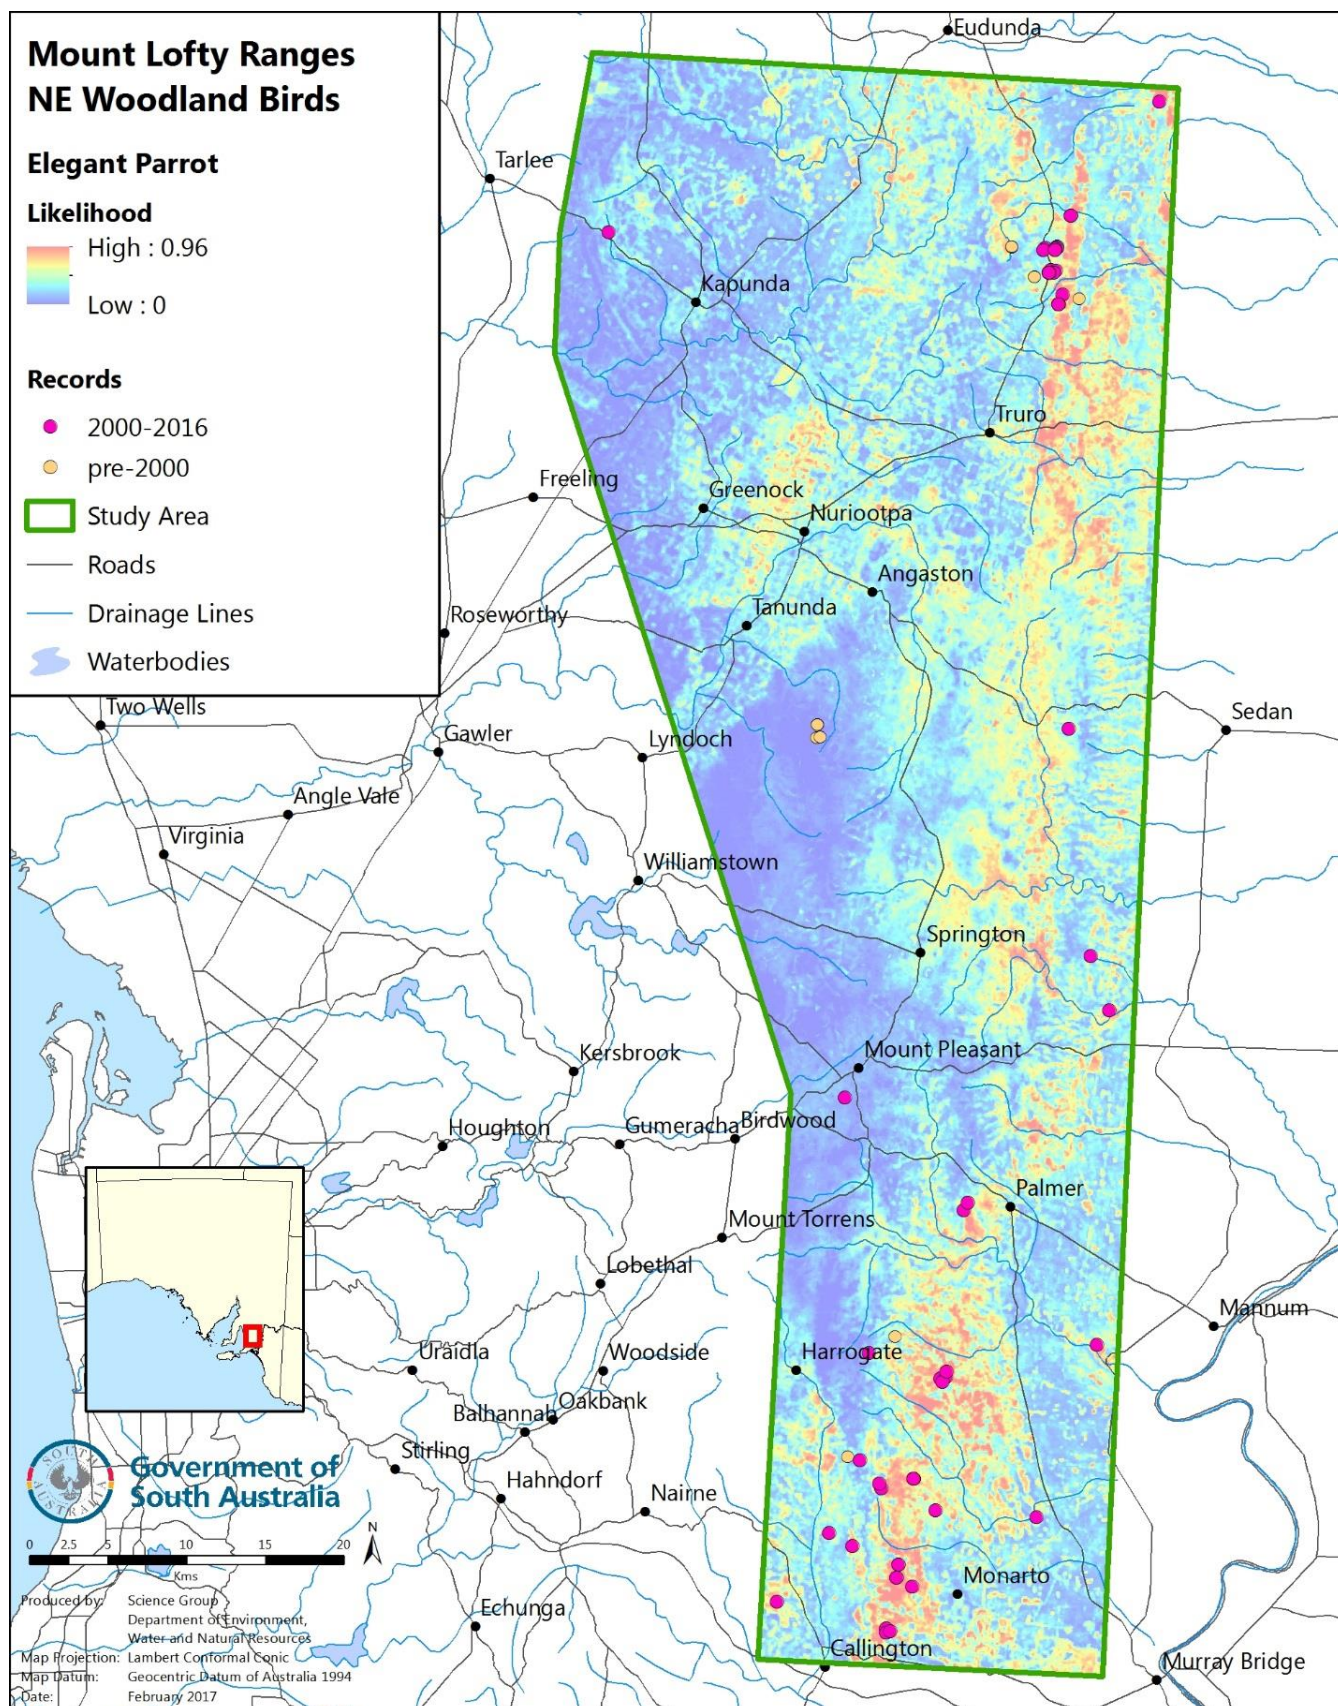 Mount Lofty Ranges
NE Woodland Birds
Elegant Parrot
Likelihood
High : 0.96
Low : 0
Records
2000-2016
pre-2000
Study Area
Roads
Drainage Lines
Waterbodies
Eudunda
Tarlee
Kapunda
Truro
Freeling
Greenock
Nuriootpa
Angaston
Roseworthy
Tanunda
Two Wells
Sedan
Gawler
Lyndoch
Angle Vale
Virginia
Williamstown
Springton
Kersbrook
Mount Pleasant
Houghton
Gumeracha
Birdwood
Palmer
Mount Torrens
Lobethal
Mannum
Uraidla
Woodside
Harrogate
Oakbank
Balhannah
Stirling
Hahndorf
Nairne
Monarto
Echunga
Callington
Murray Bridge
SOUTH
AUSTRALIA
Government of
South Australia
0 2.5 5 10 15 20
Kms
N
Produced by: Science Group
Department of Environment,
Water and Natural Resources
Map Projection: Lambert Conformal Conic
Map Datum: Geocentric Datum of Australia 1994
Date: February 2017